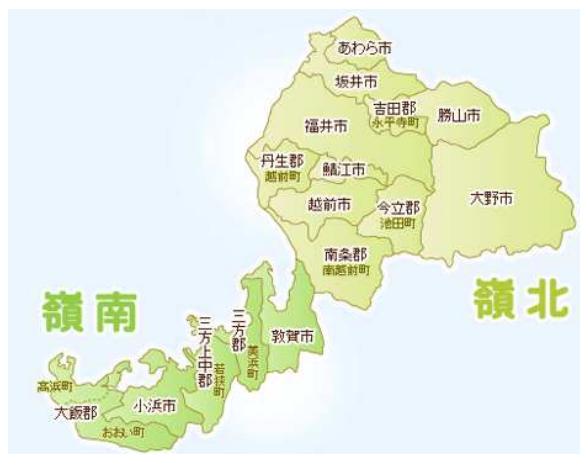 あわら市
坂井市
吉田郡
永平寺町
勝山市
福井市
丹生郡
越前町
鯖江市
大野市
越前市
今立郡
池田町
南条郡
南越前町
嶺北
嶺南
敦賀市
三方郡
美浜町
三方上中郡
若狭町
小浜市
高浜町
大飯郡
おおい町